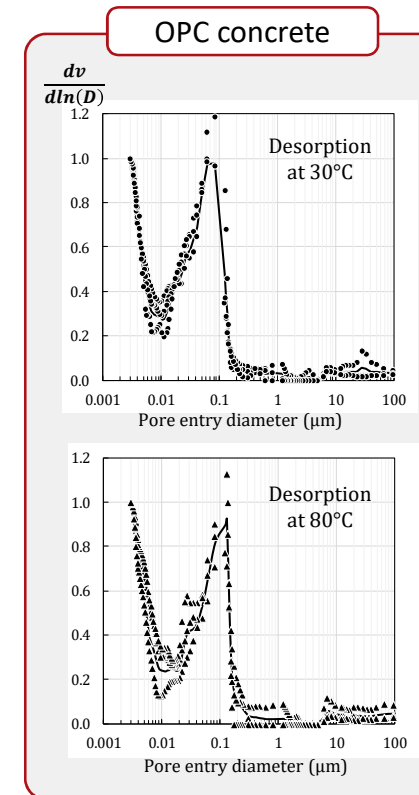 OPC concrete
dv
dln(D)
1.2
1.0
0.8
0.6
0.4
0.2
0.0
Desorption
at 30°C
0.001 0.01 0.1 1 10 100
Pore entry diameter (μm)
1.2
1.0
0.8
0.6
0.4
0.2
0.0
Desorption
at 80°C
0.001 0.01 0.1 1 10 100
Pore entry diameter (μm)